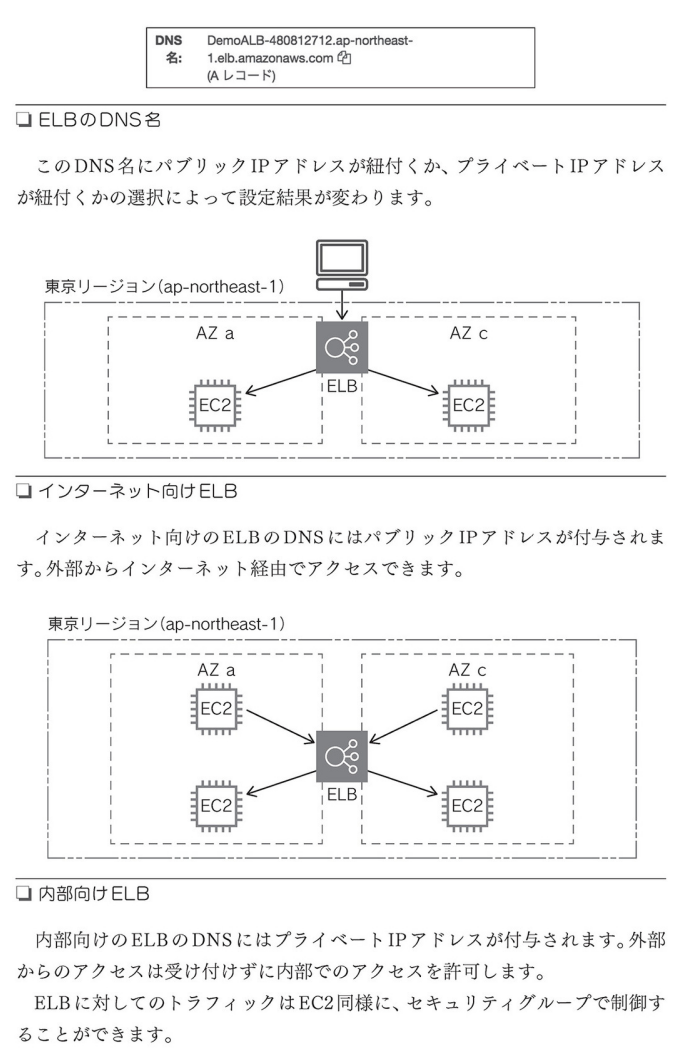 DNS名: DemoALB-480812712.ap-northeast-
1.elb.amazonaws.com
(A レコード)
❏ ELBのDNS名
このDNS名にパブリックIPアドレスが紐付くか、プライベートIPアドレス
が紐付くかの選択によって設定結果が変わります。
東京リージョン(ap-northeast-1)
AZ a
AZ c
ELB
EC2
EC2
❏ インターネット向けELB
インターネット向けのELBのDNSにはパブリックIPアドレスが付与されま
す。外部からインターネット経由でアクセスできます。
東京リージョン(ap-northeast-1)
AZ a
AZ c
EC2
EC2
ELB
EC2
EC2
❏ 内部向けELB
内部向けのELBのDNSにはプライベートIPアドレスが付与されます。外部
からのアクセスは受け付けずに内部でのアクセスを許可します。
ELBに対してのトラフィックはEC2同様に、セキュリティグループで制御す
ることができます。